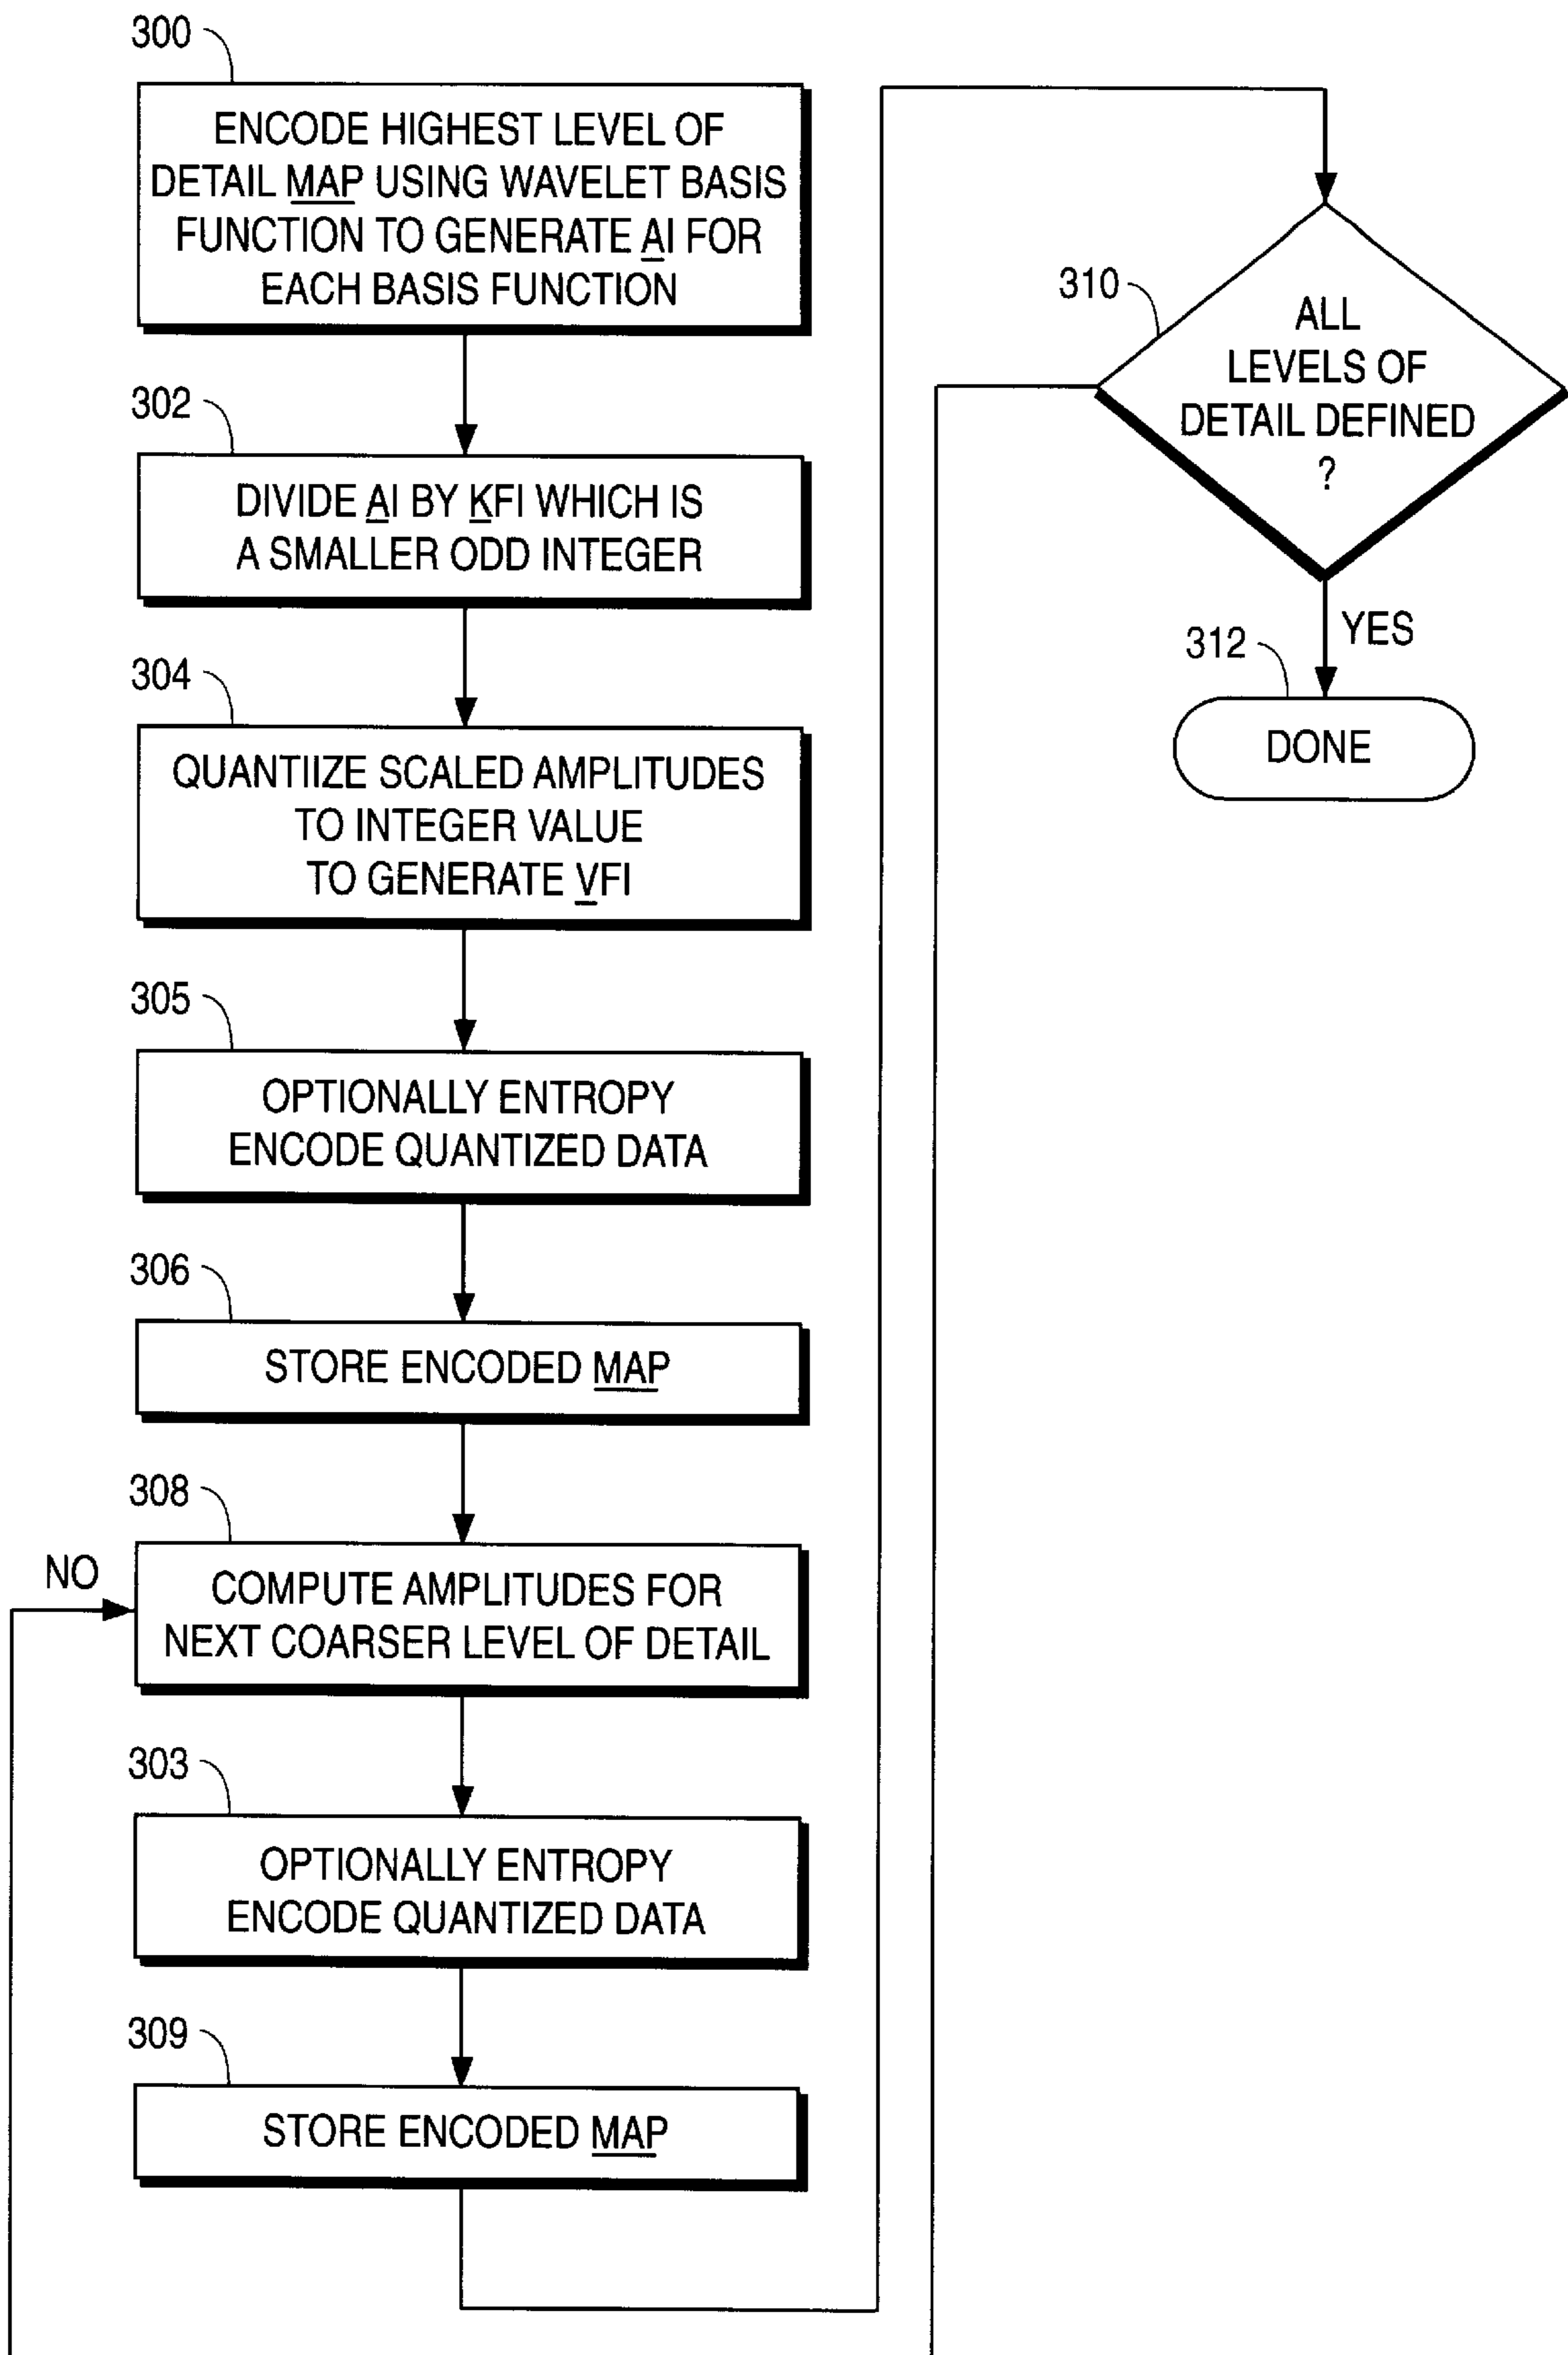 300
ENCODE HIGHEST LEVEL OF
DETAIL MAP USING WAVELET BASIS
FUNCTION TO GENERATE AI FOR
EACH BASIS FUNCTION
302
DIVIDE AI BY KFI WHICH IS
A SMALLER ODD INTEGER
304
QUANTIIZE SCALED AMPLITUDES
TO INTEGER VALUE
TO GENERATE VFI
305
OPTIONALLY ENTROPY
ENCODE QUANTIZED DATA
306
STORE ENCODED MAP
308
NO
COMPUTE AMPLITUDES FOR
NEXT COARSER LEVEL OF DETAIL
303
OPTIONALLY ENTROPY
ENCODE QUANTIZED DATA
309
STORE ENCODED MAP
310
ALL
LEVELS OF
DETAIL DEFINED
?
YES
312
DONE